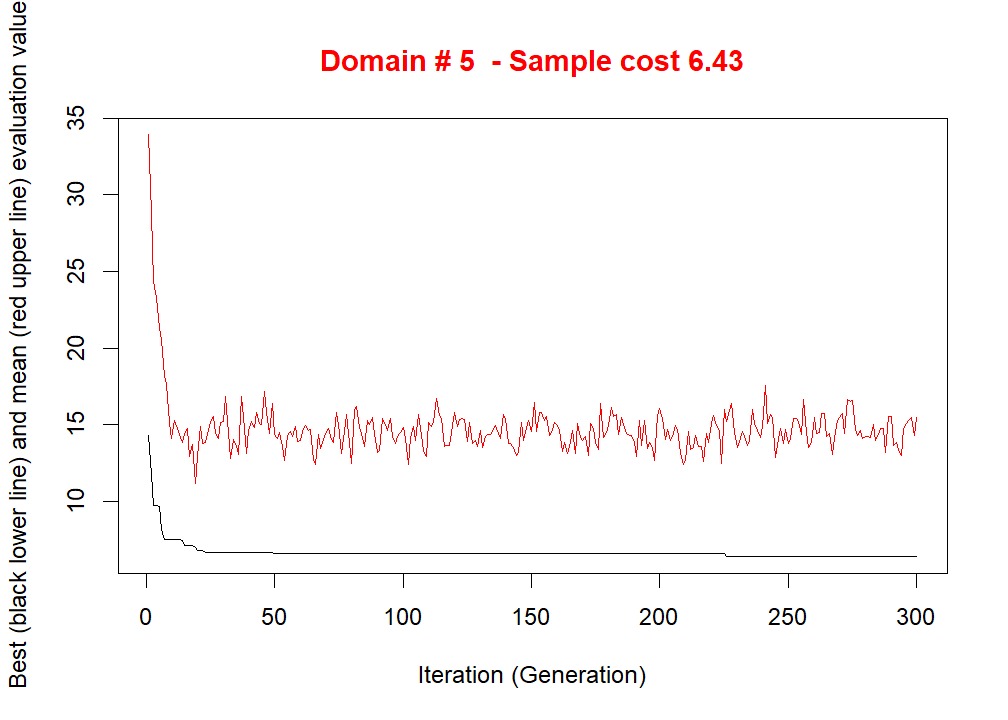 Domain # 5 - Sample cost 6.43
Best (black lower line) and mean (red upper line) evaluation value
35
30
25
20
15
10
0 50 100 150 200 250 300
Iteration (Generation)